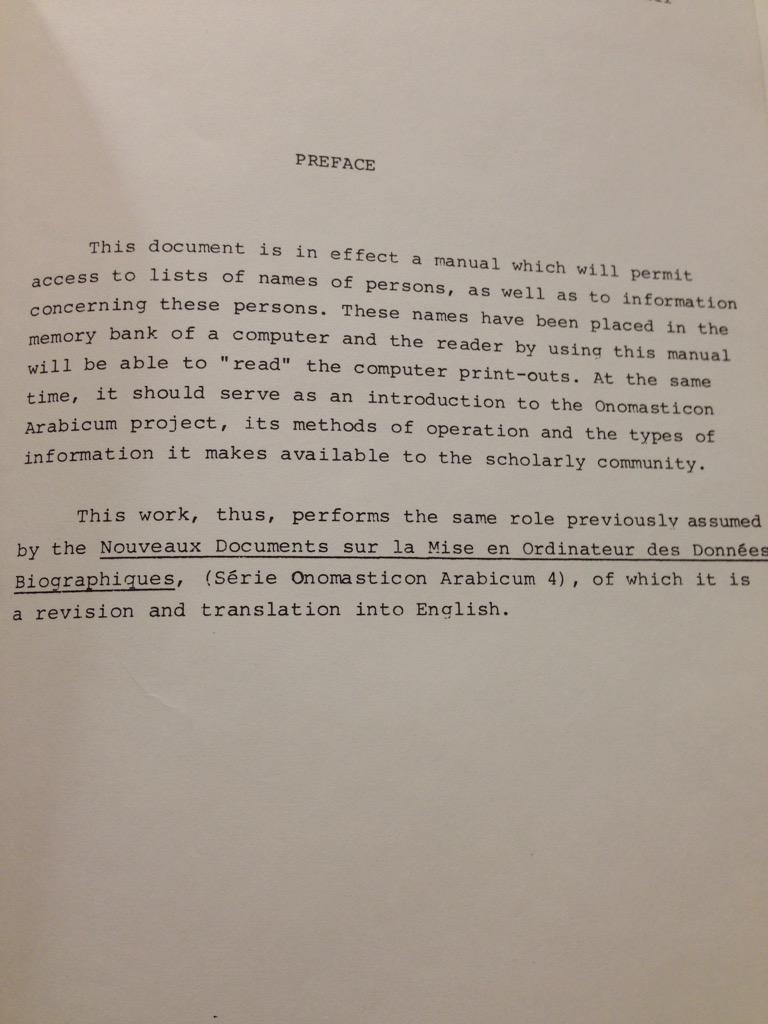 PREFACE
This document is in effect a manual which will permit
access to lists of names of persons, as well as to information
concerning these persons. These names have been placed in the
memory bank of a computer and the reader by using this manual
will be able to "read" the computer print-outs. At the same
time, it should serve as an introduction to the Onomasticon
Arabicum project, its methods of operation and the types of
information it makes available to the scholarly community.
This work, thus, performs the same role previously assumed
by the Nouveaux Documents sur la Mise en Ordinateur des Données
Biographiques, (Série Onomasticon Arabicum 4), of which it is
a revision and translation into English.